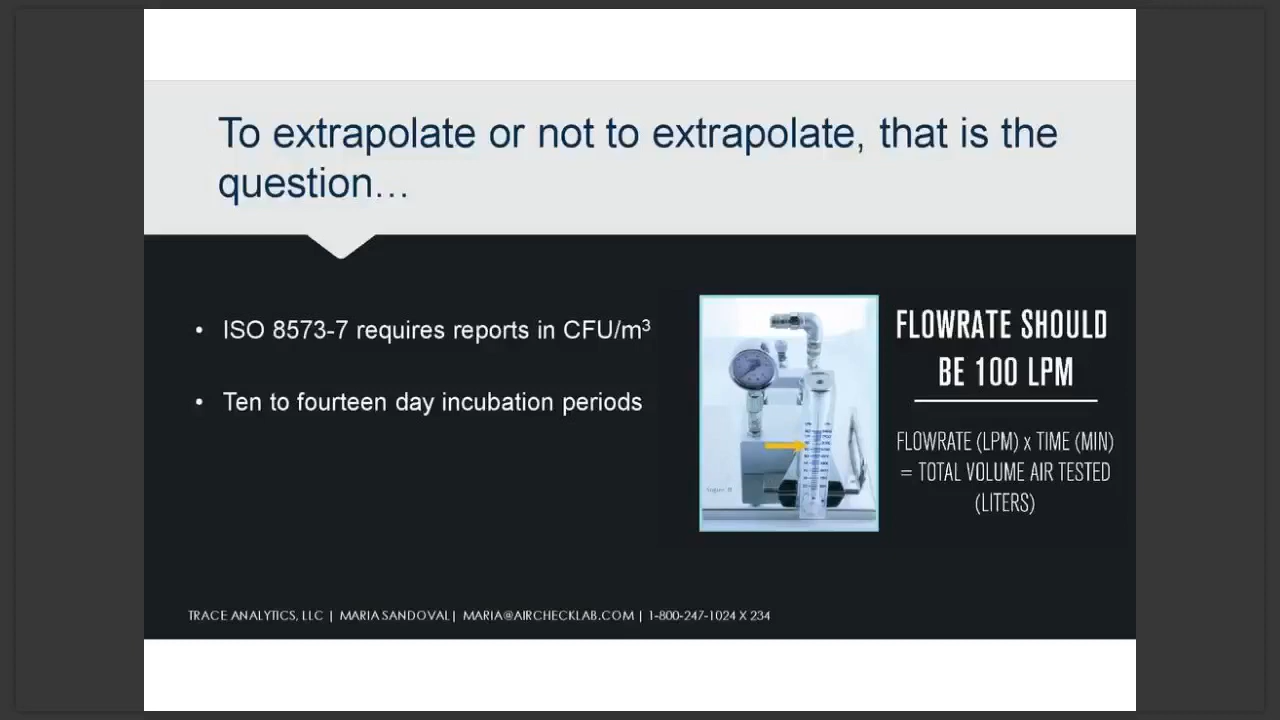 To extrapolate or not to extrapolate, that is the
question...
• ISO 8573-7 requires reports in CFU/m³
• Ten to fourteen day incubation periods
FLOWRATE SHOULD
BE 100 LPM
FLOWRATE (LPM) x TIME (MIN)
= TOTAL VOLUME AIR TESTED
(LITERS)
TRACE ANALYTICS, LLC | MARIA SANDOVAL| MARIA@AIRCHECKLAB.COM | 1-800-247-1024 X 234